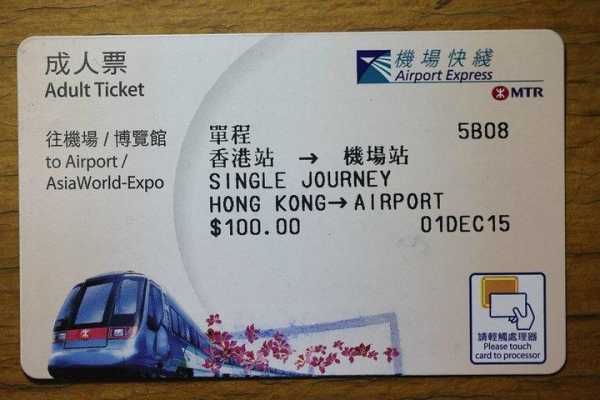 成人票
Adult Ticket
機場快綫
Airport Express
MTR
往機場 / 博覽館
to Airport /
AsiaWorld-Expo
單程 5B08
香港站 → 機場站
SINGLE JOURNEY
HONG KONG→AIRPORT
$100.00 01DEC15
請輕觸處理器
Please touch
card to processor